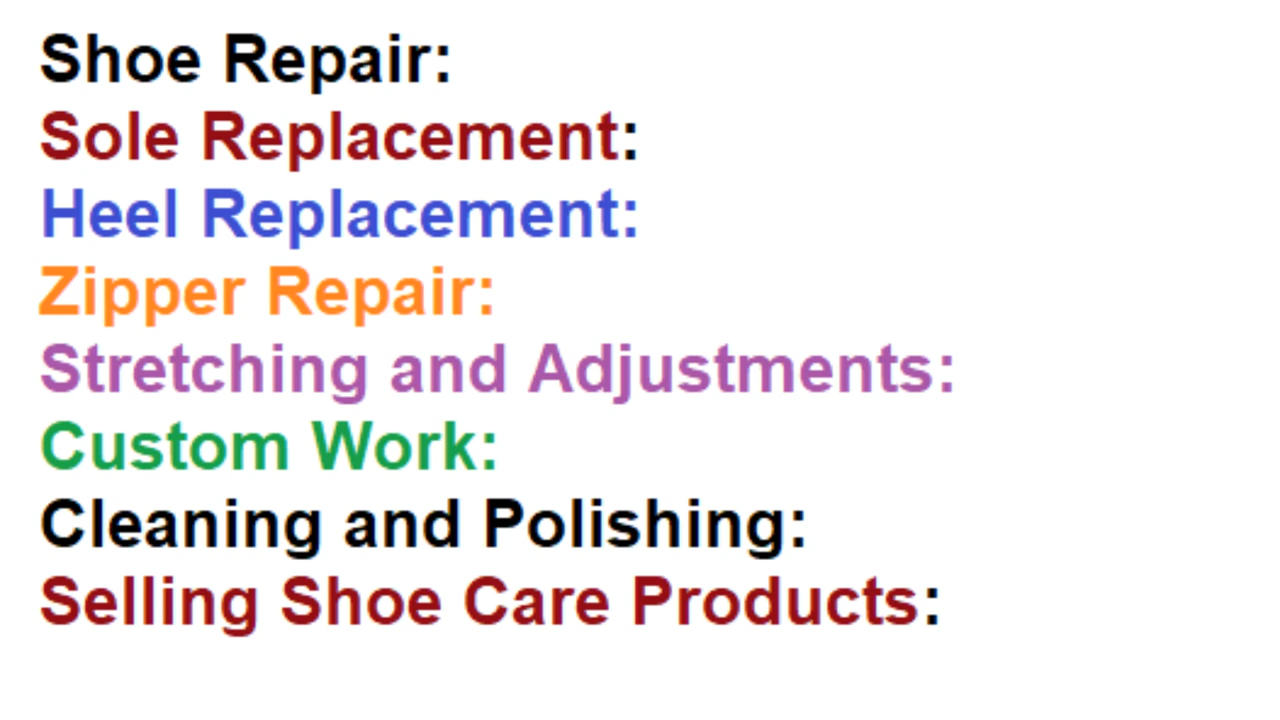 Shoe Repair:
Sole Replacement:
Heel Replacement:
Zipper Repair:
Stretching and Adjustments:
Custom Work:
Cleaning and Polishing:
Selling Shoe Care Products: